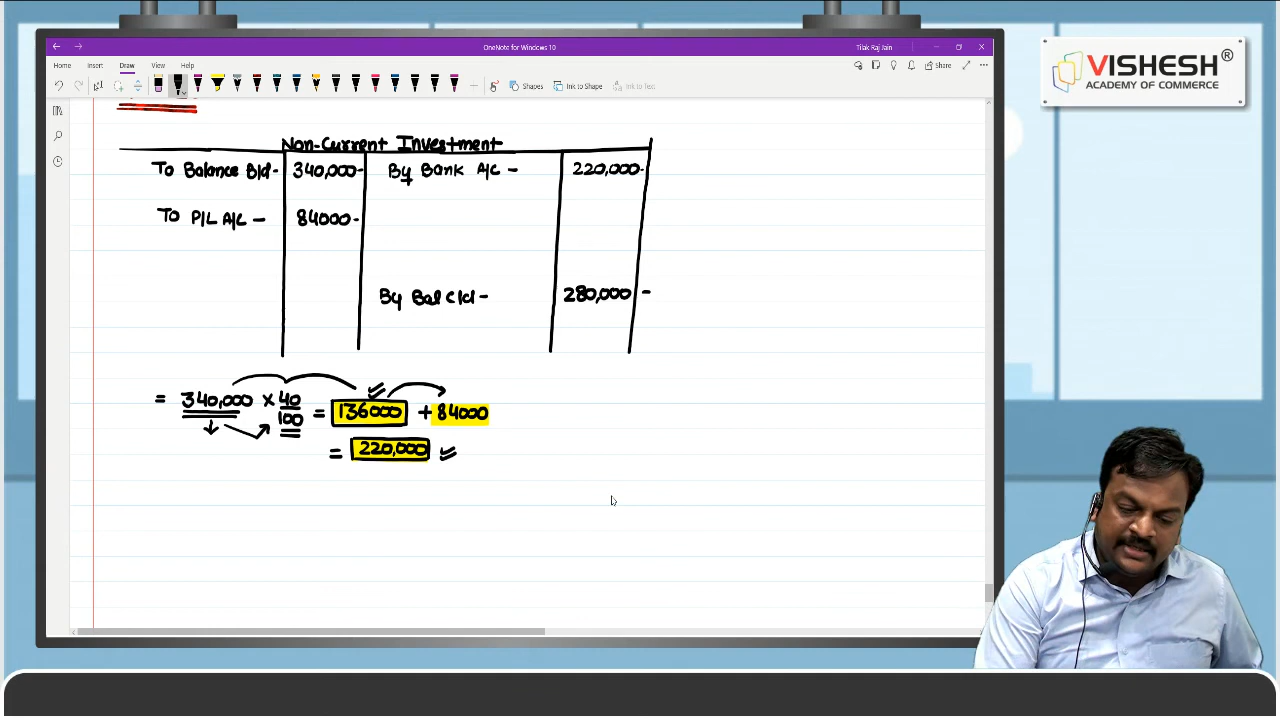 OneNote for Windows 10
Tilak Raj Jain
Home Insert Draw View Help
Share
Shapes Ink to Shape Ink to Text
VISHESH®
ACADEMY OF COMMERCE
Non-Current Investment
To Balance B/d - 340,000- By Bank A/C - 220,000-
To P/L A/C - 84000-
By Bal C/d - 280,000 -
= 340,000 × 40 = 136000 + 84000
100
= 220,000